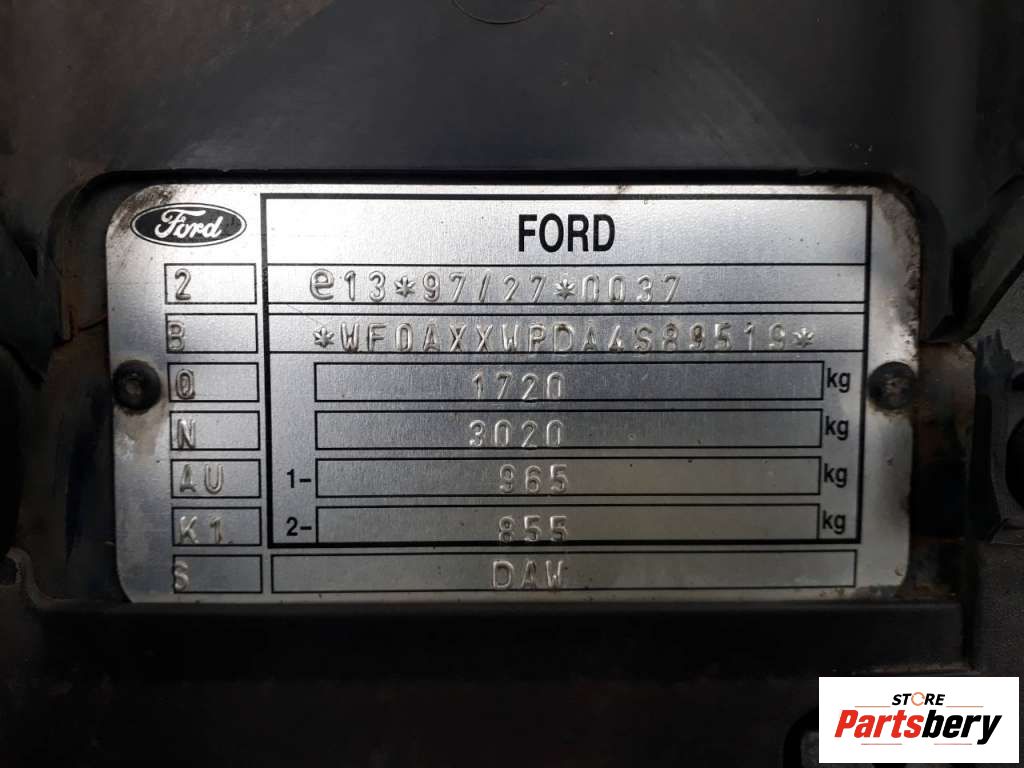 Ford FORD
2 e13*97/27*0037
B *WF0AXXWPDA4S89519*
Q 1720 kg
N 3020 kg
AU 1- 965 kg
K1 2- 855 kg
S DAW
STORE
Partsbery